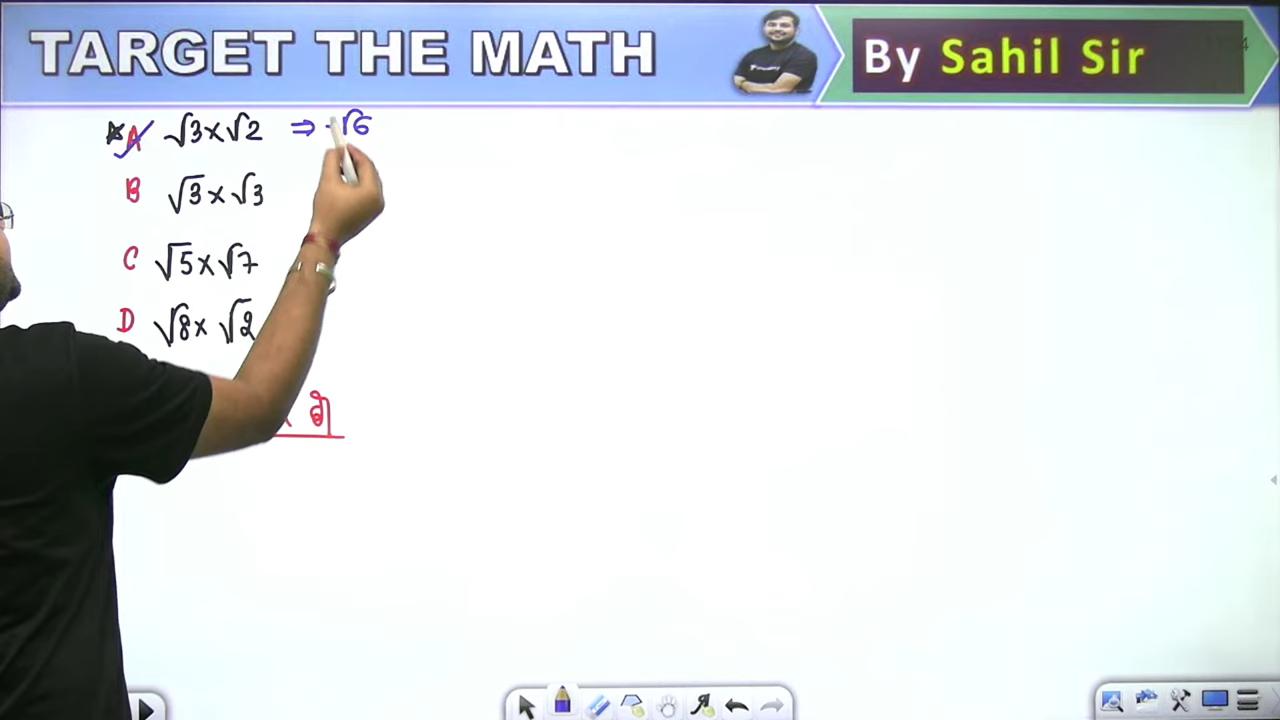 TARGET THE MATH
By Sahil Sir
A √3×√2 ⇒ √6
B √3×√3
C √5×√7
D √8×√2